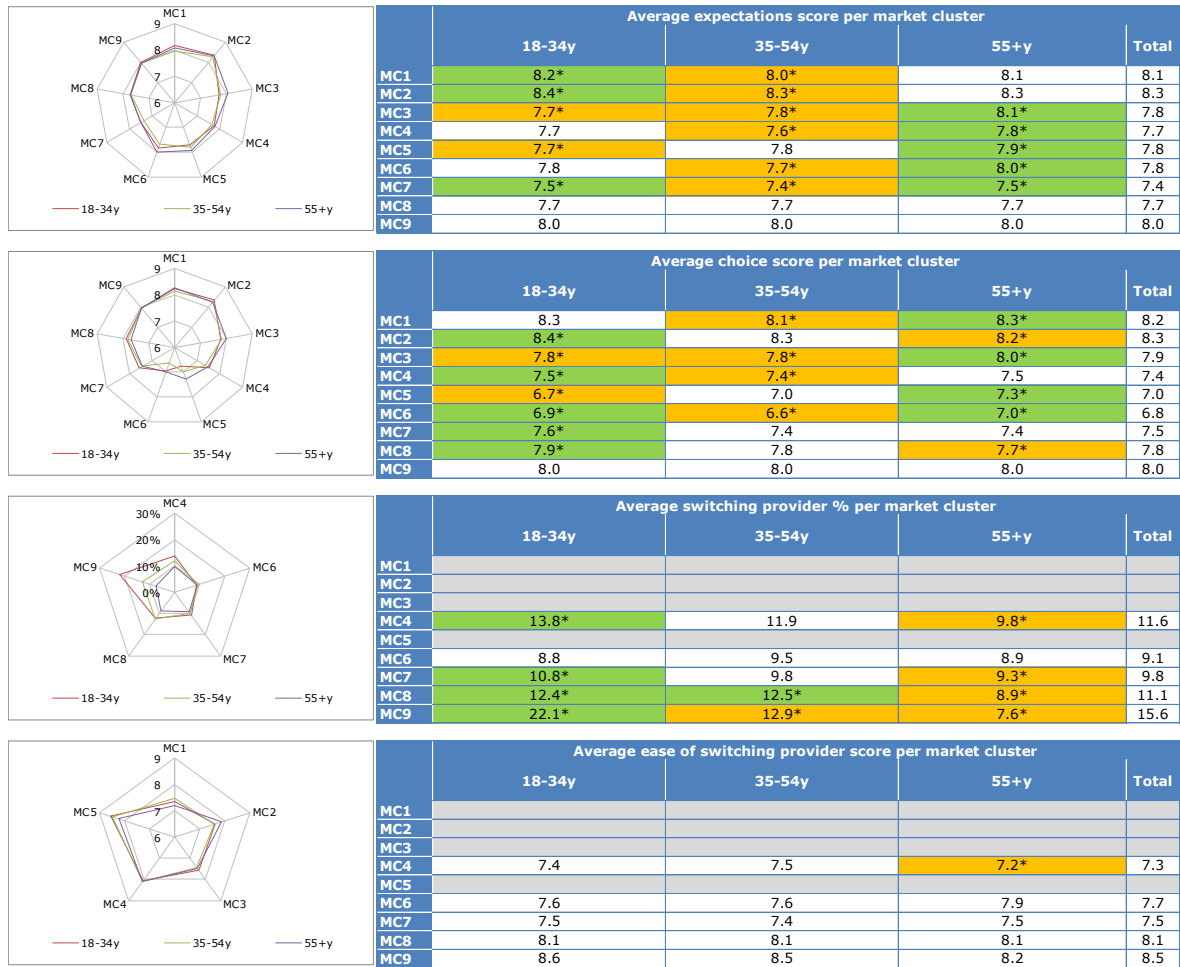 Average expectations score per market cluster
18-34y 35-54y 55+y Total
MC1 8.2* 8.0* 8.1 8.1
MC2 8.4* 8.3* 8.3 8.3
MC3 7.7* 7.8* 8.1* 7.8
MC4 7.7 7.6* 7.8* 7.7
MC5 7.7* 7.8 7.9* 7.8
MC6 7.8 7.7* 8.0* 7.8
MC7 7.5* 7.4* 7.5* 7.4
MC8 7.7 7.7 7.7 7.7
MC9 8.0 8.0 8.0 8.0
MC1
9
MC9 MC2
8
7
MC8 MC3
6
MC7 MC4
MC6 MC5
18-34y 35-54y 55+y
Average choice score per market cluster
18-34y 35-54y 55+y Total
MC1 8.3 8.1* 8.3* 8.2
MC2 8.4* 8.3 8.2* 8.3
MC3 7.8* 7.8* 8.0* 7.9
MC4 7.5* 7.4* 7.5 7.4
MC5 6.7* 7.0 7.3* 7.0
MC6 6.9* 6.6* 7.0* 6.8
MC7 7.6* 7.4 7.4 7.5
MC8 7.9* 7.8 7.7* 7.8
MC9 8.0 8.0 8.0 8.0
MC1
9
MC9 MC2
8
7
MC8 MC3
6
MC7 MC4
MC6 MC5
18-34y 35-54y 55+y
Average switching provider % per market cluster
18-34y 35-54y 55+y Total
MC1
MC2
MC3
MC4 13.8* 11.9 9.8* 11.6
MC5
MC6 8.8 9.5 8.9 9.1
MC7 10.8* 9.8 9.3* 9.8
MC8 12.4* 12.5* 8.9* 11.1
MC9 22.1* 12.9* 7.6* 15.6
MC4
30%
20%
MC9 10% MC6
0%
MC8 MC7
18-34y 35-54y 55+y
Average ease of switching provider score per market cluster
18-34y 35-54y 55+y Total
MC1
MC2
MC3
MC4 7.4 7.5 7.2* 7.3
MC5
MC6 7.6 7.6 7.9 7.7
MC7 7.5 7.4 7.5 7.5
MC8 8.1 8.1 8.1 8.1
MC9 8.6 8.5 8.2 8.5
MC1
9
8
MC5 MC2
7
6
MC4 MC3
18-34y 35-54y 55+y